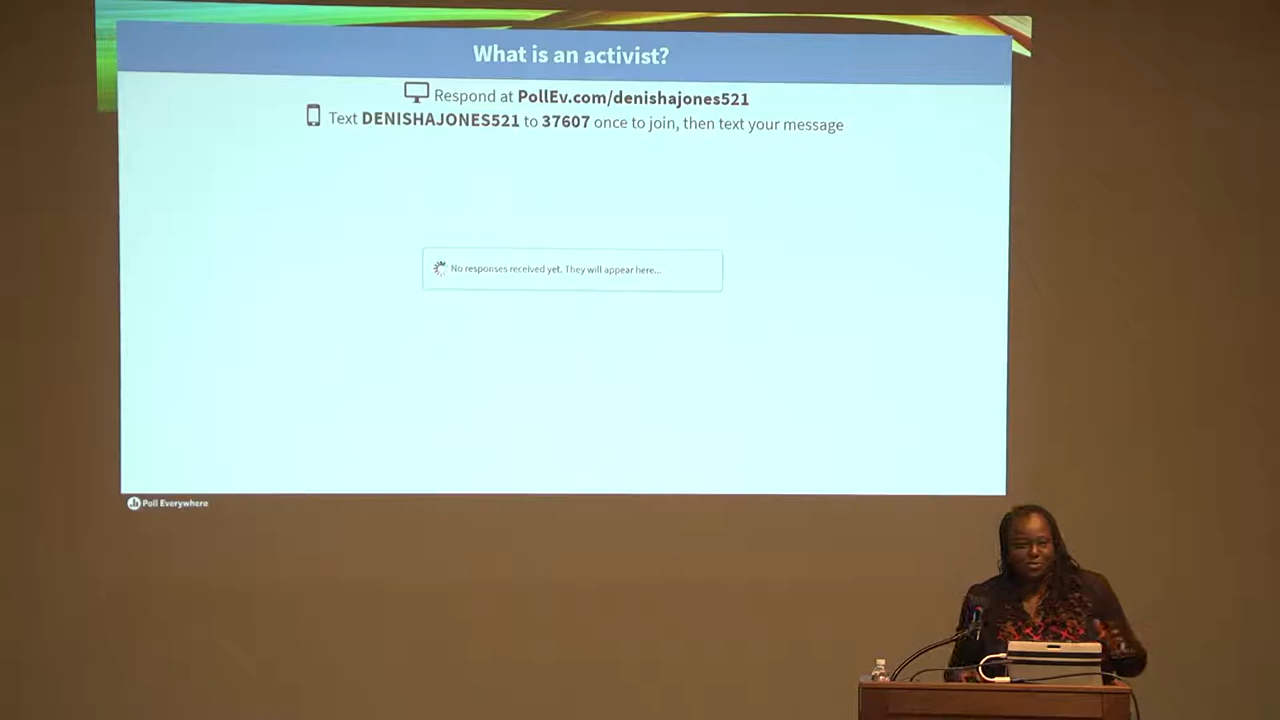 What is an activist?
Respond at PollEv.com/denishajones521
Text DENISHAJONES521 to 37607 once to join, then text your message
No responses received yet. They will appear here...
Poll Everywhere